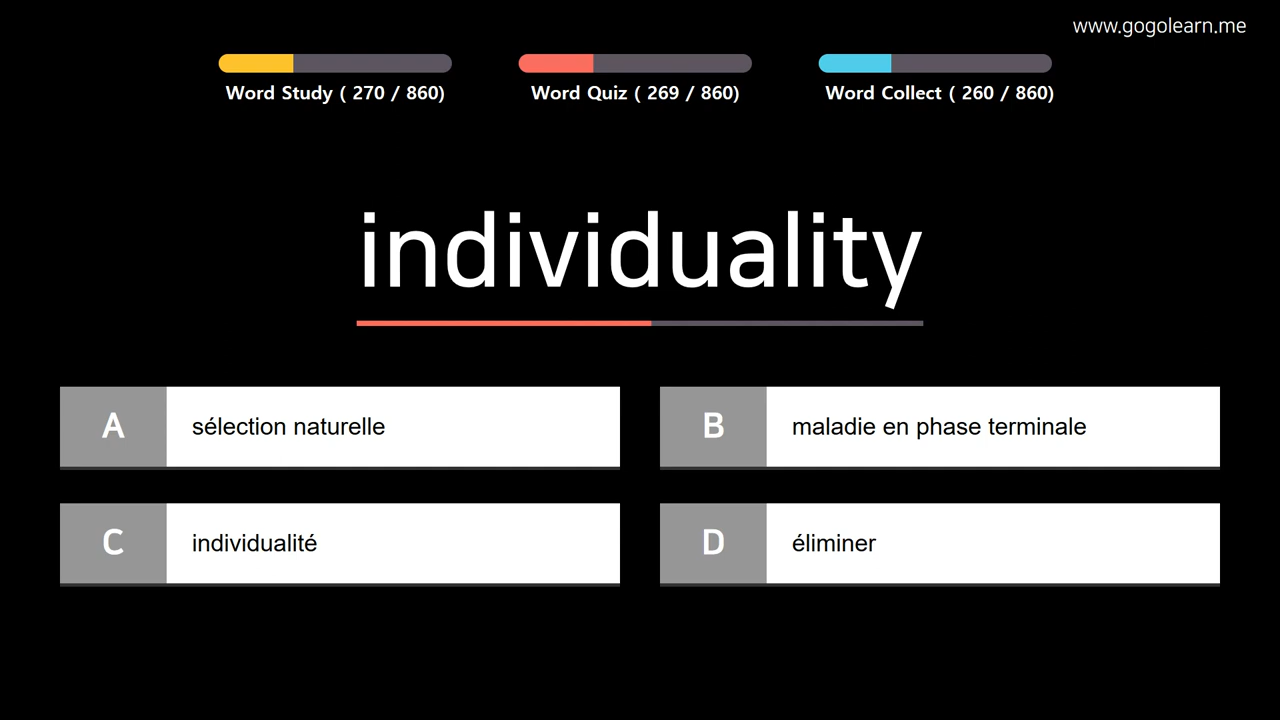 www.gogolearn.me
Word Study ( 270 / 860)
Word Quiz ( 269 / 860)
Word Collect ( 260 / 860)
individuality
A
sélection naturelle
B
maladie en phase terminale
C
individualité
D
éliminer